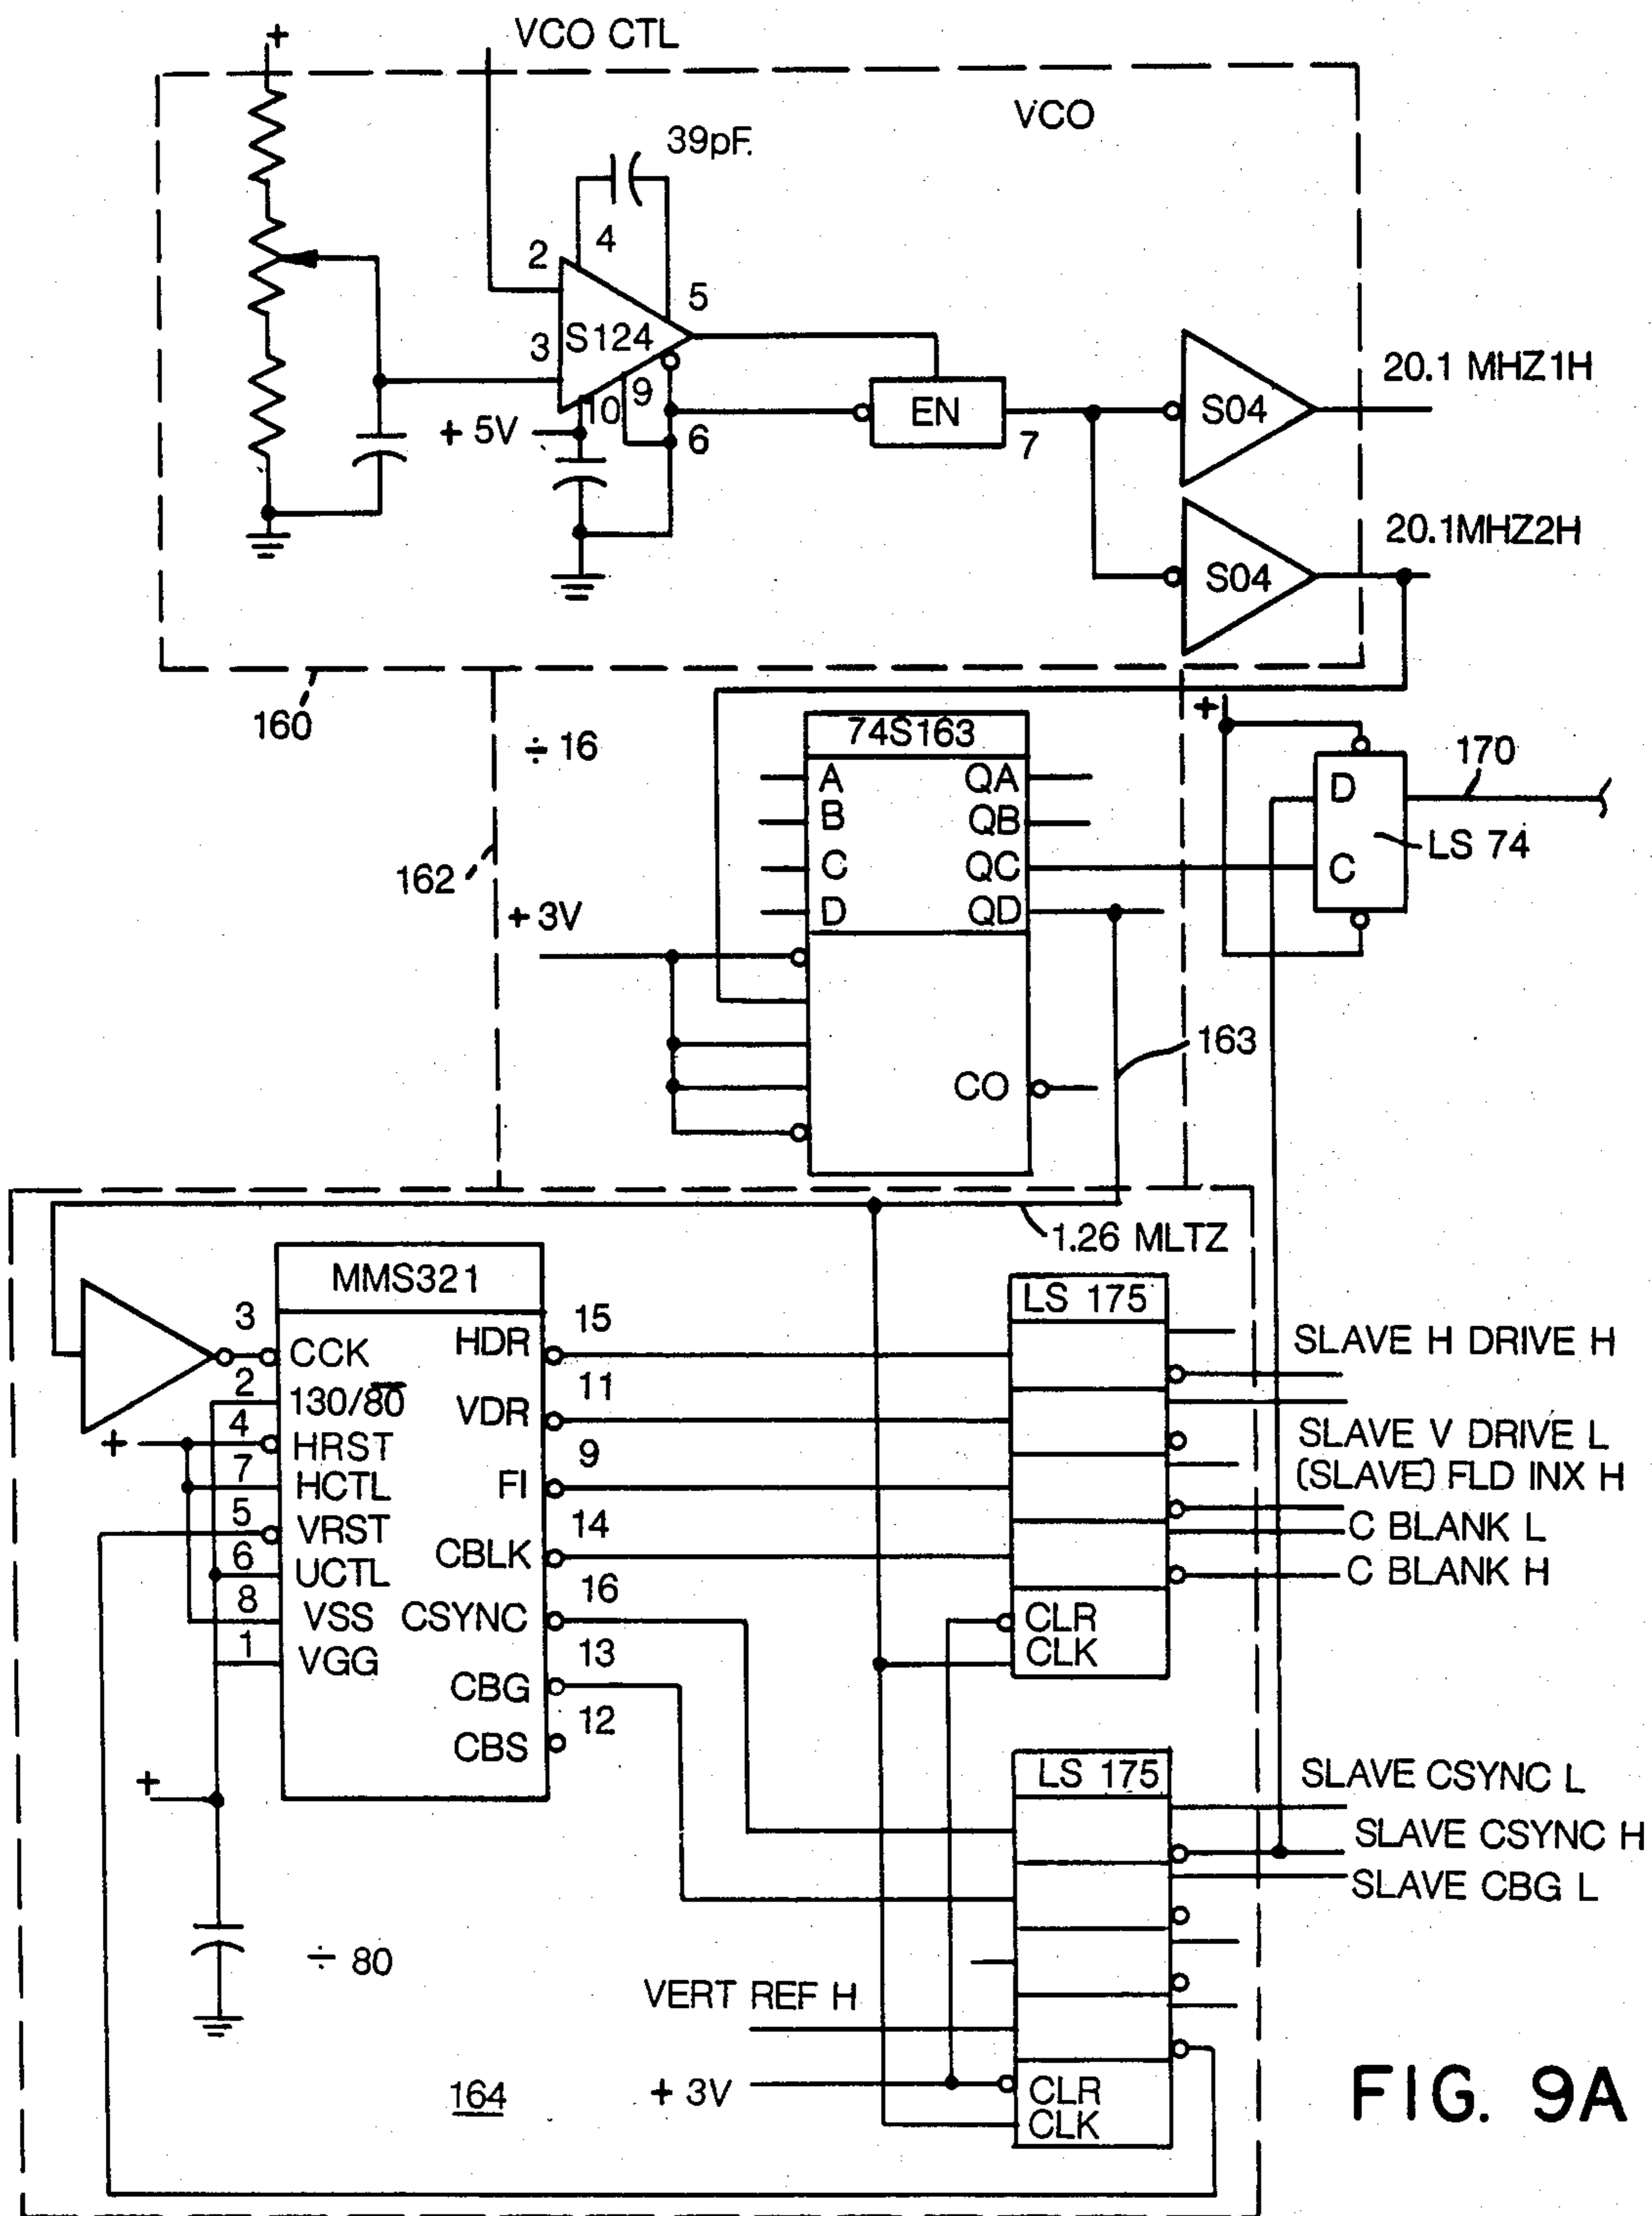 +
VCO CTL
VCO
39pF.
2
4
5
3
S124
9
10
+ 5V
6
EN
7
S04
20.1 MHZ1H
S04
20.1MHZ2H
160
÷ 16
162
74S163
A QA
B QB
C QC
D QD
+ 3V
CO
163
+
D
C
170
LS 74
1.26 MLTZ
MMS321
3 CCK
2 130/80
4 HRST
+
7 HCTL
5 VRST
6 UCTL
8 VSS
1 VGG
HDR 15
VDR 11
FI 9
CBLK 14
CSYNC 16
CBG 13
CBS 12
+
÷ 80
LS 175
CLR
CLK
SLAVE H DRIVE H
SLAVE V DRIVE L
(SLAVE) FLD INX H
C BLANK L
C BLANK H
LS 175
CLR
CLK
SLAVE CSYNC L
SLAVE CSYNC H
SLAVE CBG L
VERT REF H
+ 3V
164
FIG. 9A